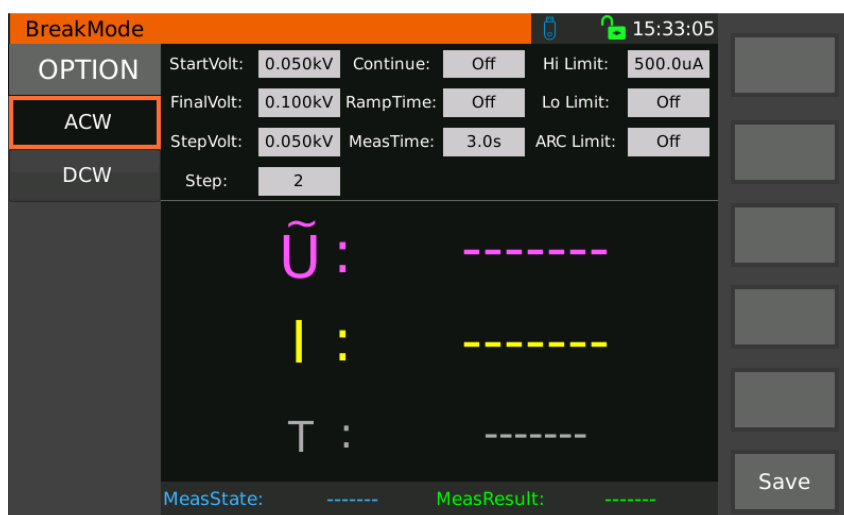 BreakMode 15:33:05
OPTION
ACW
DCW
StartVolt: 0.050kV Continue: Off Hi Limit: 500.0uA
FinalVolt: 0.100kV RampTime: Off Lo Limit: Off
StepVolt: 0.050kV MeasTime: 3.0s ARC Limit: Off
Step: 2
Ũ : -------
I : -------
T : -------
MeasState: ------- MeasResult: -------
Save